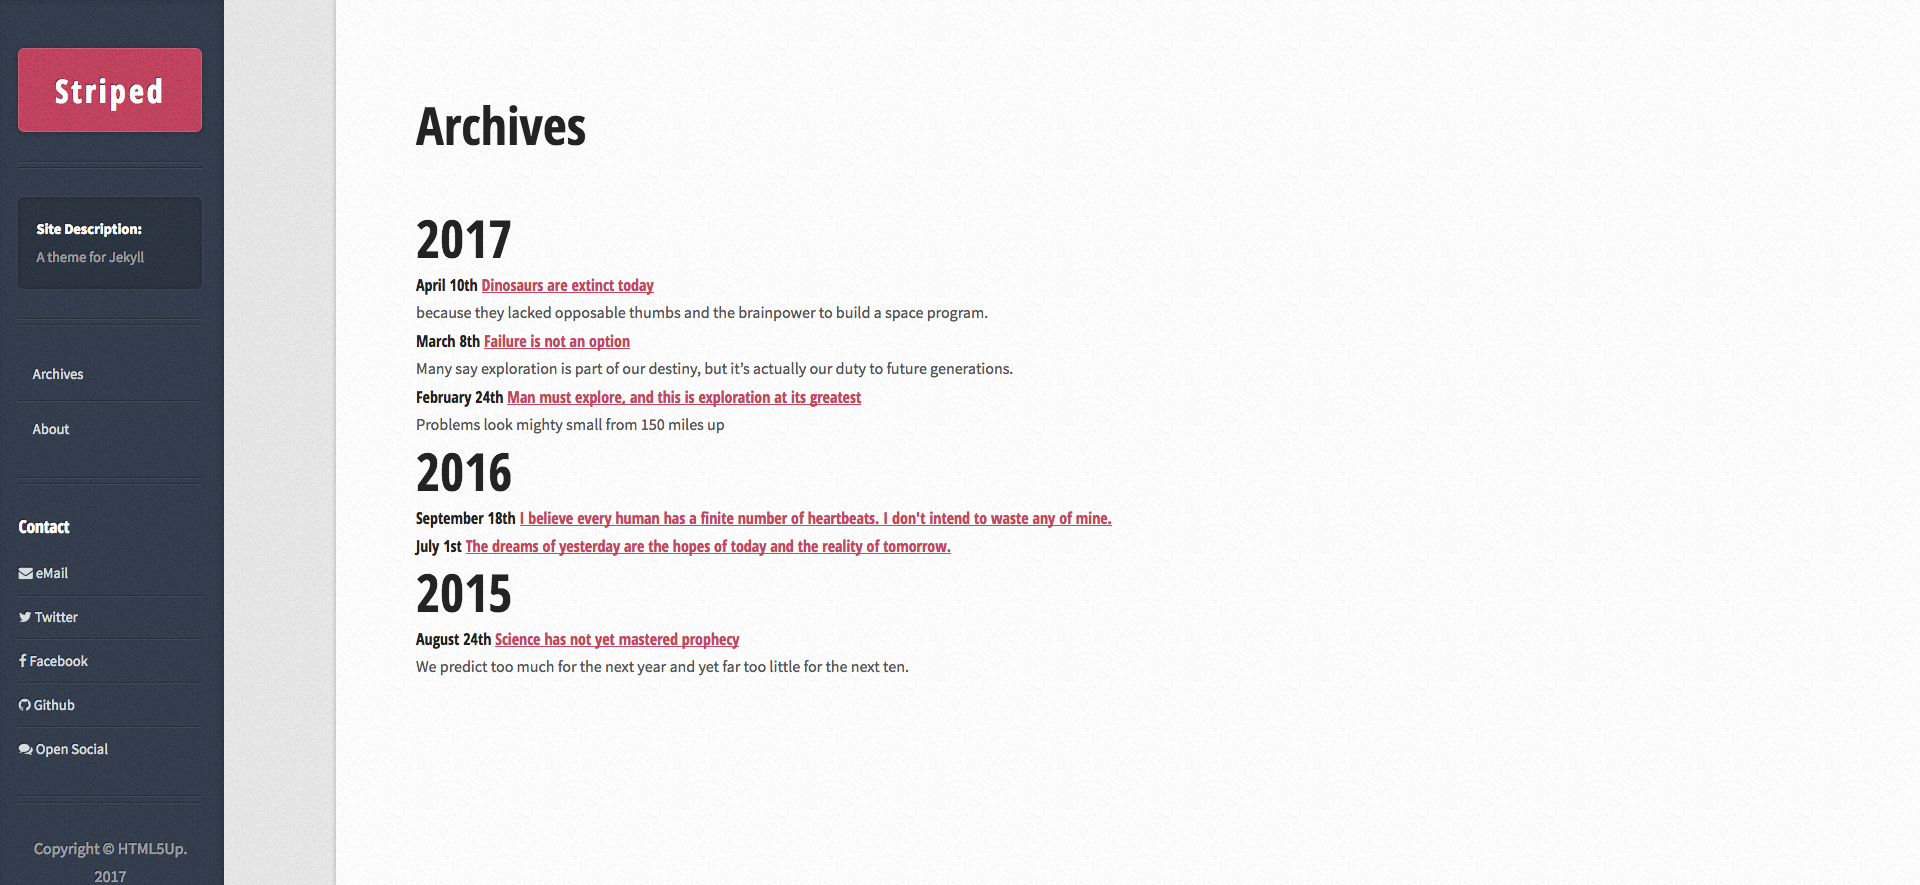 Striped
Site Description:
A theme for Jekyll
Archives
About
Contact
eMail
Twitter
Facebook
Github
Open Social
Copyright © HTML5Up.
2017
Archives
2017
April 10th Dinosaurs are extinct today
because they lacked opposable thumbs and the brainpower to build a space program.
March 8th Failure is not an option
Many say exploration is part of our destiny, but it’s actually our duty to future generations.
February 24th Man must explore, and this is exploration at its greatest
Problems look mighty small from 150 miles up
2016
September 18th I believe every human has a finite number of heartbeats. I don't intend to waste any of mine.
July 1st The dreams of yesterday are the hopes of today and the reality of tomorrow.
2015
August 24th Science has not yet mastered prophecy
We predict too much for the next year and yet far too little for the next ten.